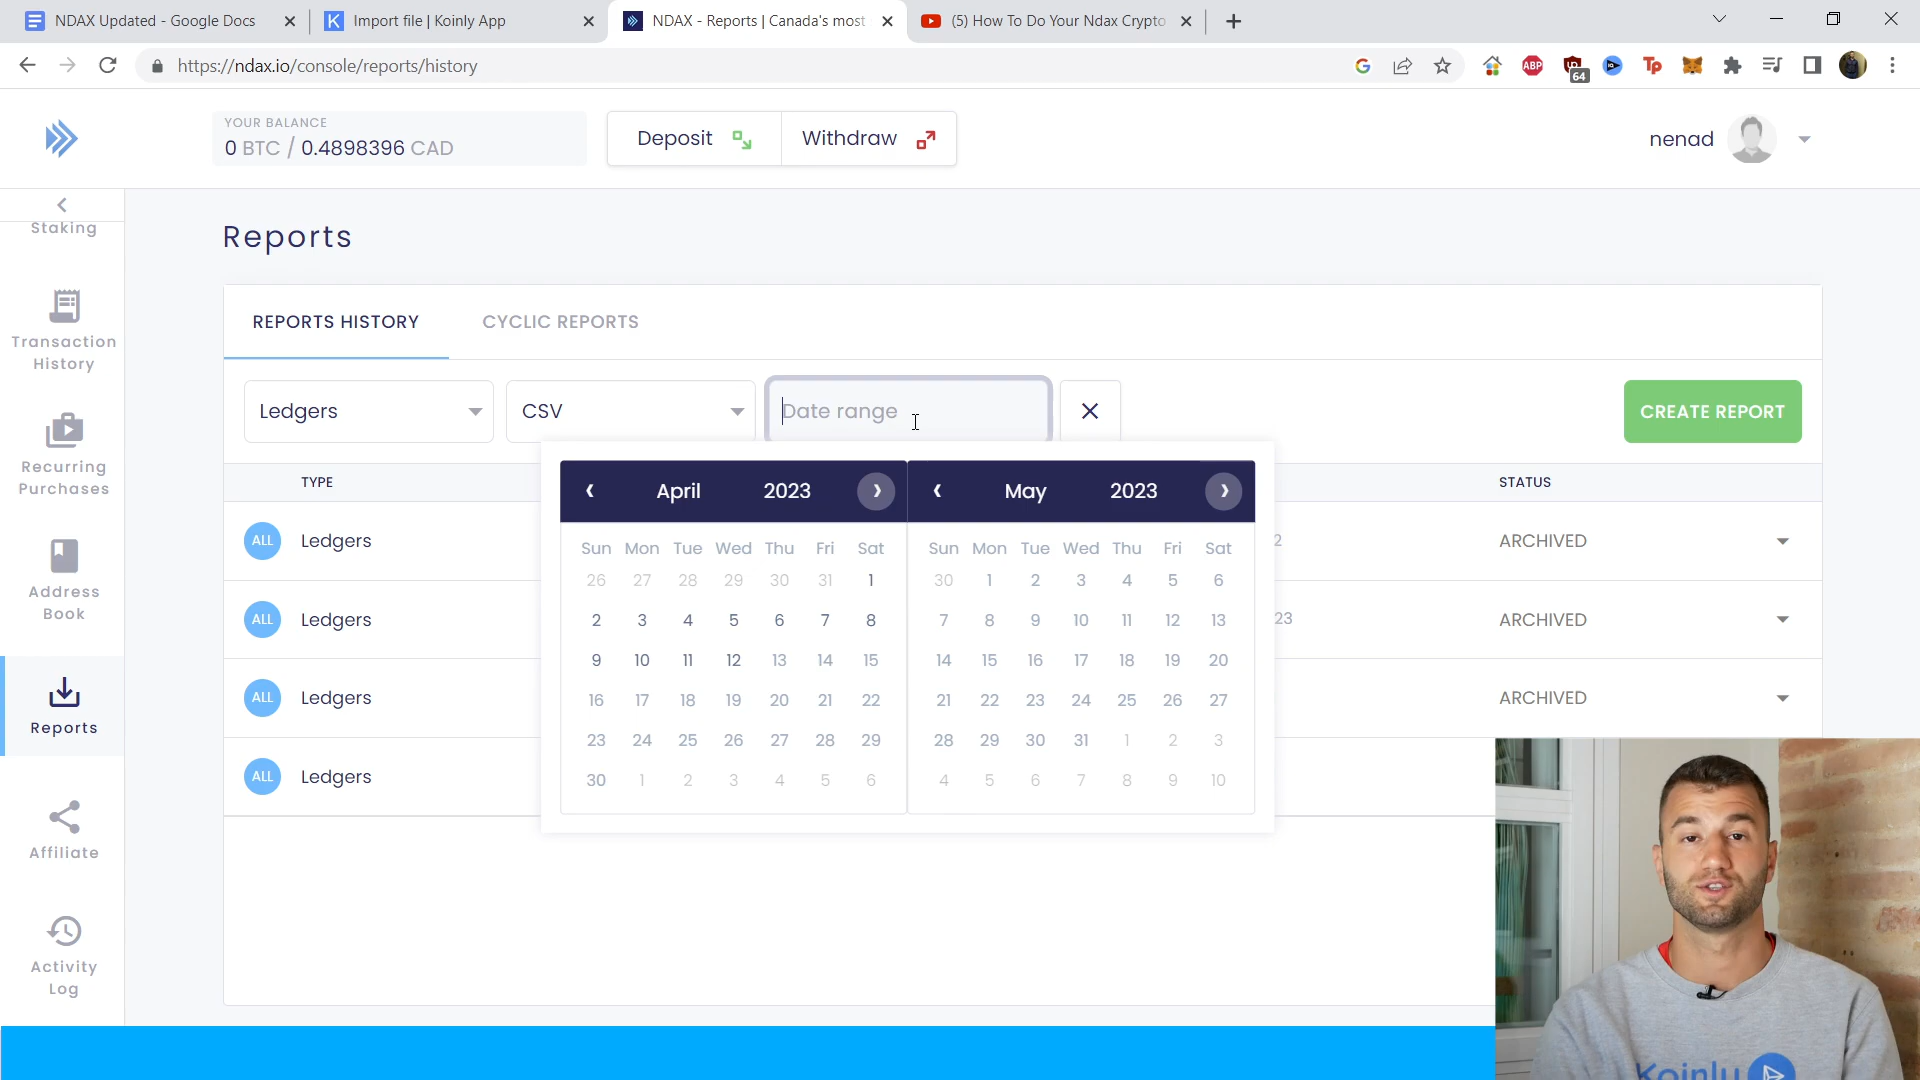 NDAX Updated - Google Docs
Import file | Koinly App
NDAX - Reports | Canada's most
(5) How To Do Your Ndax Crypto
https://ndax.io/console/reports/history
ABP
64
Tp
YOUR BALANCE
0 BTC / 0.4898396 CAD
Deposit
Withdraw
nenad
Staking
Transaction
History
Recurring
Purchases
Address
Book
Reports
Affiliate
Activity
Log
Reports
REPORTS HISTORY
CYCLIC REPORTS
Ledgers
CSV
Date range
CREATE REPORT
TYPE
STATUS
ALL Ledgers 2 ARCHIVED
ALL Ledgers 23 ARCHIVED
ALL Ledgers ARCHIVED
ALL Ledgers
April 2023
Sun Mon Tue Wed Thu Fri Sat
26 27 28 29 30 31 1
2 3 4 5 6 7 8
9 10 11 12 13 14 15
16 17 18 19 20 21 22
23 24 25 26 27 28 29
30 1 2 3 4 5 6
May 2023
Sun Mon Tue Wed Thu Fri Sat
30 1 2 3 4 5 6
7 8 9 10 11 12 13
14 15 16 17 18 19 20
21 22 23 24 25 26 27
28 29 30 31 1 2 3
4 5 6 7 8 9 10
Koinly